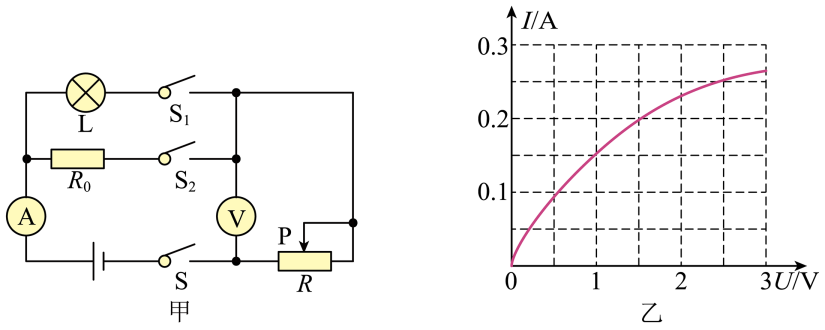 L
S₁
R₀
S₂
A
V
P
S
R
甲
I/A
0.3
0.2
0.1
0
1
2
3
U/V
乙